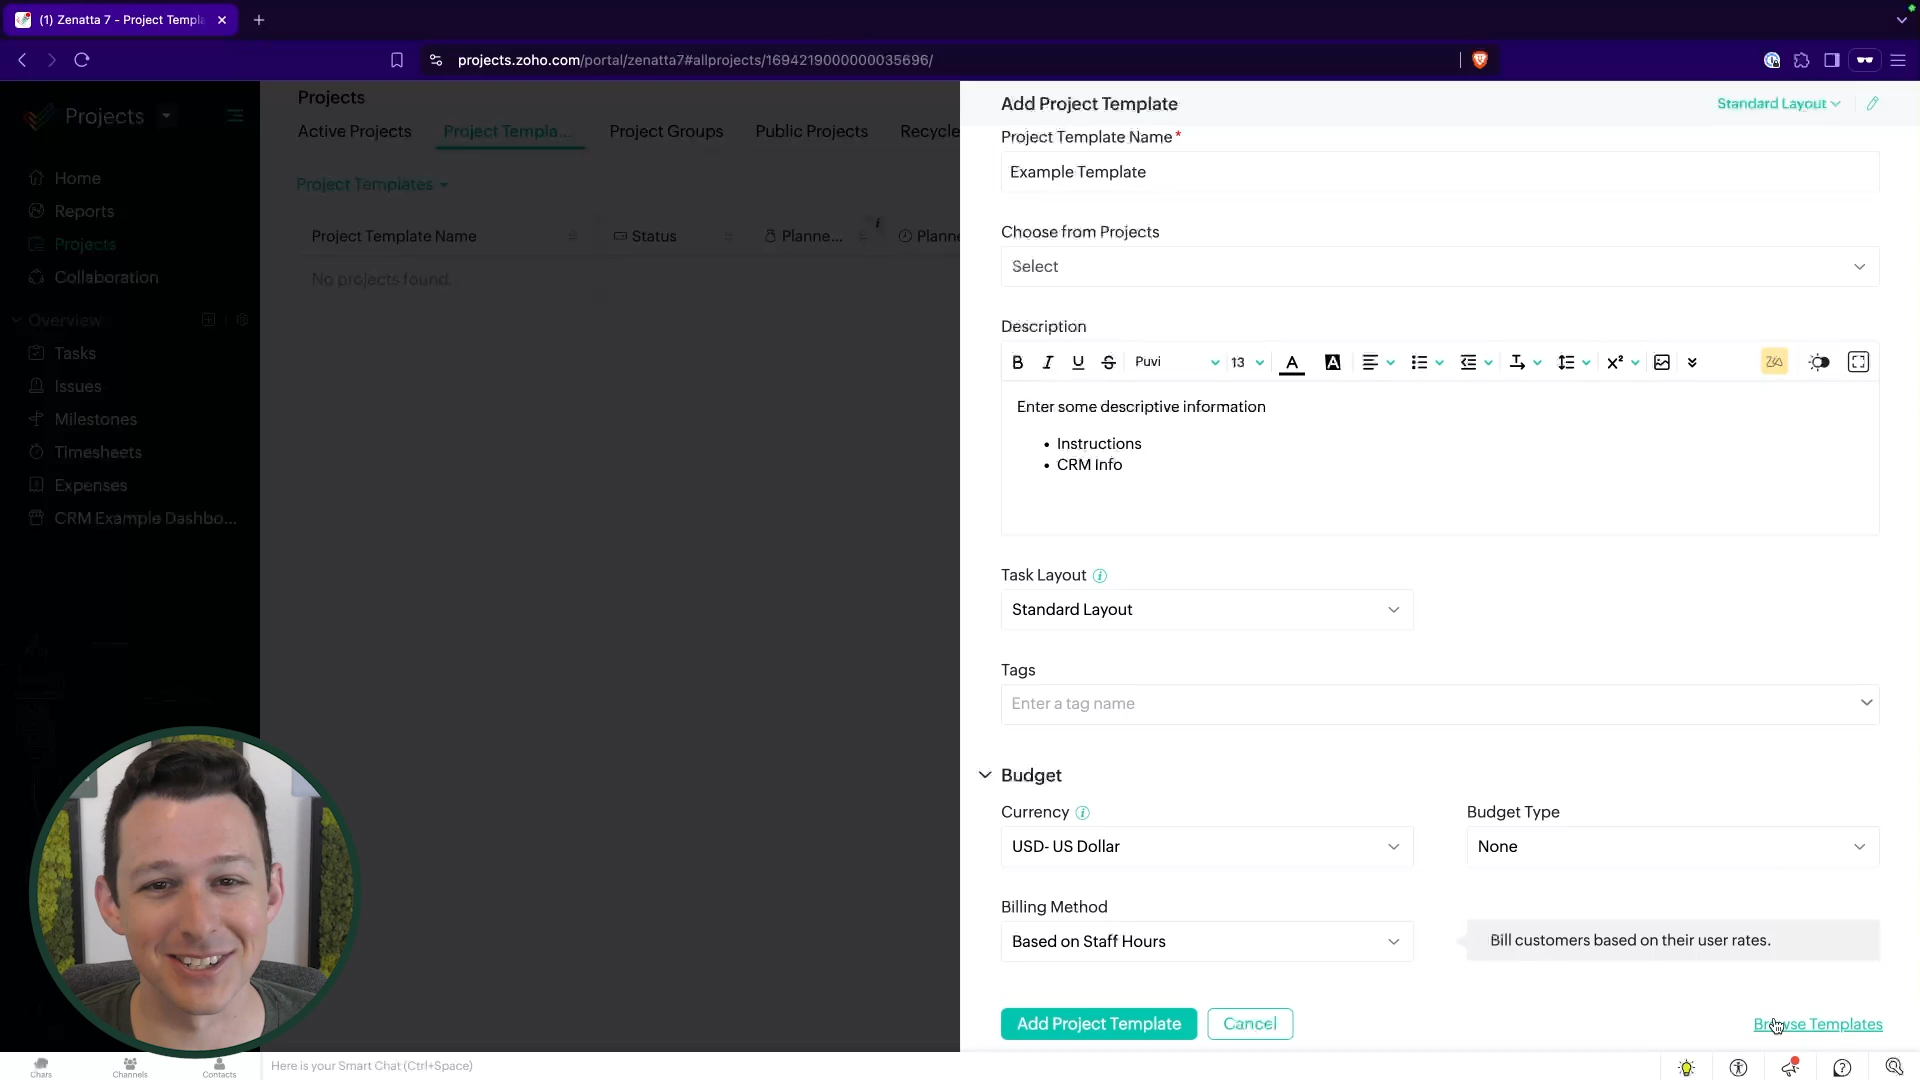 (1) Zenatta 7 - Project Templa
projects.zoho.com/portal/zenatta7#allprojects/1694219000000035696/
Projects
Home
Reports
Projects
Collaboration
Overview
Tasks
Issues
Milestones
Timesheets
Expenses
CRM Example Dashbo...
Projects
Active Projects
Project Templa...
Project Groups
Public Projects
Recycle
Project Templates
Project Template Name
Status
Planne...
Planne
No projects found.
Add Project Template
Standard Layout
Project Template Name*
Example Template
Choose from Projects
Select
Description
B I U S Puvi 13 A A
Enter some descriptive information
• Instructions
• CRM Info
Task Layout
Standard Layout
Tags
Enter a tag name
Budget
Currency
USD- US Dollar
Budget Type
None
Billing Method
Based on Staff Hours
Bill customers based on their user rates.
Add Project Template
Cancel
Browse Templates
Chats
Channels
Contacts
Here is your Smart Chat (Ctrl+Space)